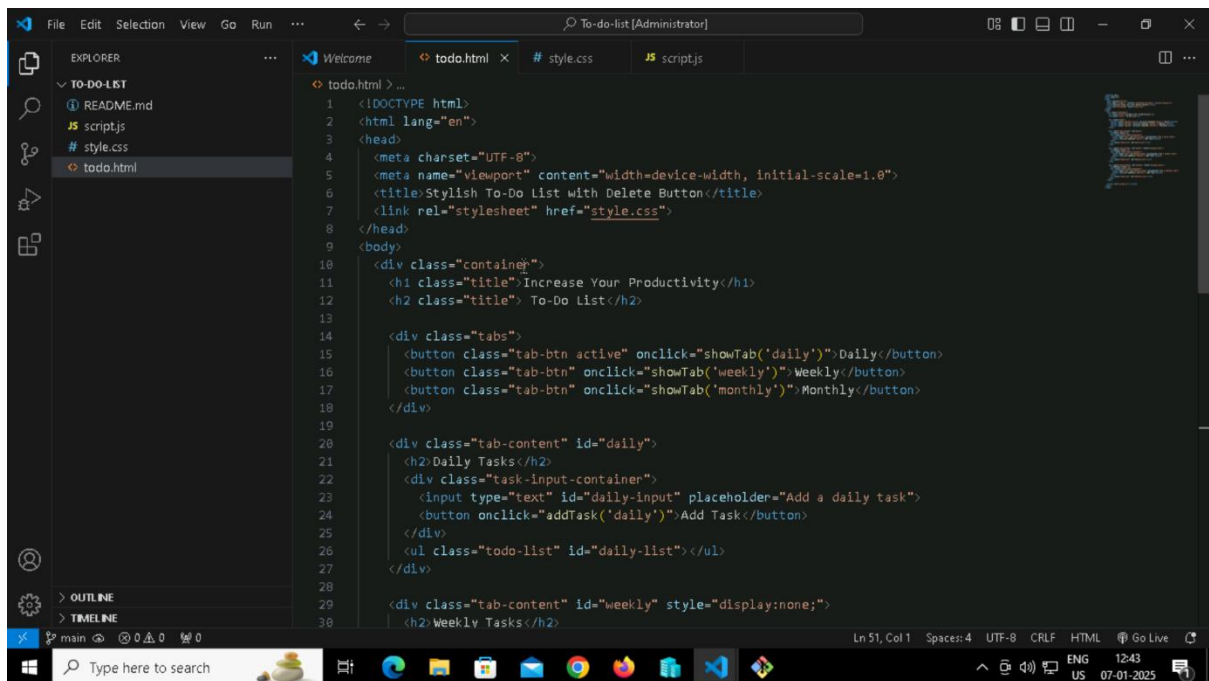 File Edit Selection View Go Run ... To-do-list [Administrator]
EXPLORER ...
Welcome todo.html # style.css JS script.js
TO-DO-LIST
README.md
JS script.js
# style.css
todo.html
todo.html > ...
1 <!DOCTYPE html>
2 <html lang="en">
3 <head>
4 <meta charset="UTF-8">
5 <meta name="viewport" content="width=device-width, initial-scale=1.0">
6 <title>Stylish To-Do List with Delete Button</title>
7 <link rel="stylesheet" href="style.css">
8 </head>
9 <body>
10 <div class="container">
11 <h1 class="title">Increase Your Productivity</h1>
12 <h2 class="title"> To-Do List</h2>
13
14 <div class="tabs">
15 <button class="tab-btn active" onclick="showTab('daily')">Daily</button>
16 <button class="tab-btn" onclick="showTab('weekly')">Weekly</button>
17 <button class="tab-btn" onclick="showTab('monthly')">Monthly</button>
18 </div>
19
20 <div class="tab-content" id="daily">
21 <h2>Daily Tasks</h2>
22 <div class="task-input-container">
23 <input type="text" id="daily-input" placeholder="Add a daily task">
24 <button onclick="addTask('daily')">Add Task</button>
25 </div>
26 <ul class="todo-list" id="daily-list"></ul>
27 </div>
28
29 <div class="tab-content" id="weekly" style="display:none;">
30 <h2>Weekly Tasks</h2>
OUTLINE
TIMELINE
main 0 0 0 Ln 51, Col 1 Spaces: 4 UTF-8 CRLF HTML Go Live
Type here to search ENG 12:43
US 07-01-2025 1